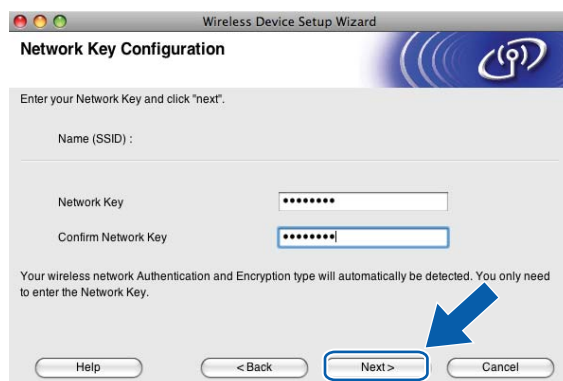 Wireless Device Setup Wizard
Network Key Configuration
Enter your Network Key and click "next".
Name (SSID) :
Network Key ••••••••
Confirm Network Key ••••••••
Your wireless network Authentication and Encryption type will automatically be detected. You only need
to enter the Network Key.
Help < Back Next > Cancel